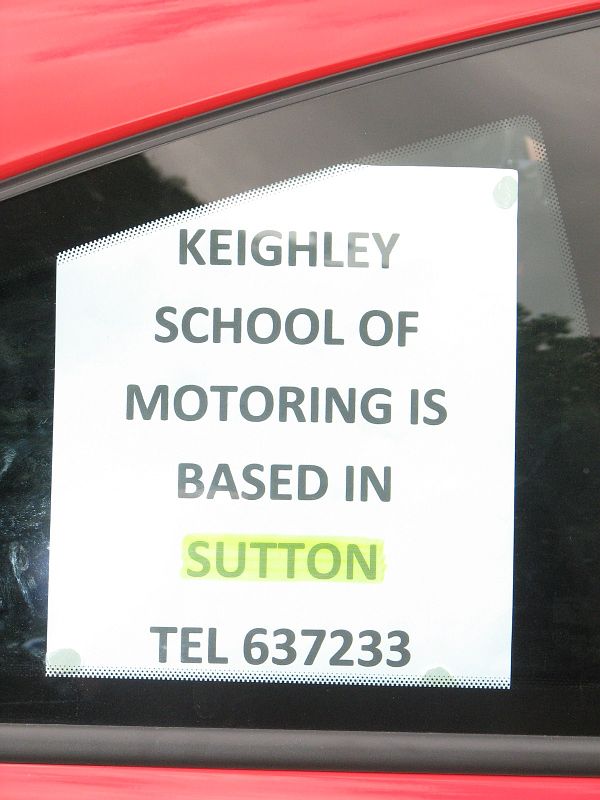 KEIGHLEY
SCHOOL OF
MOTORING IS
BASED IN
SUTTON
TEL 637233